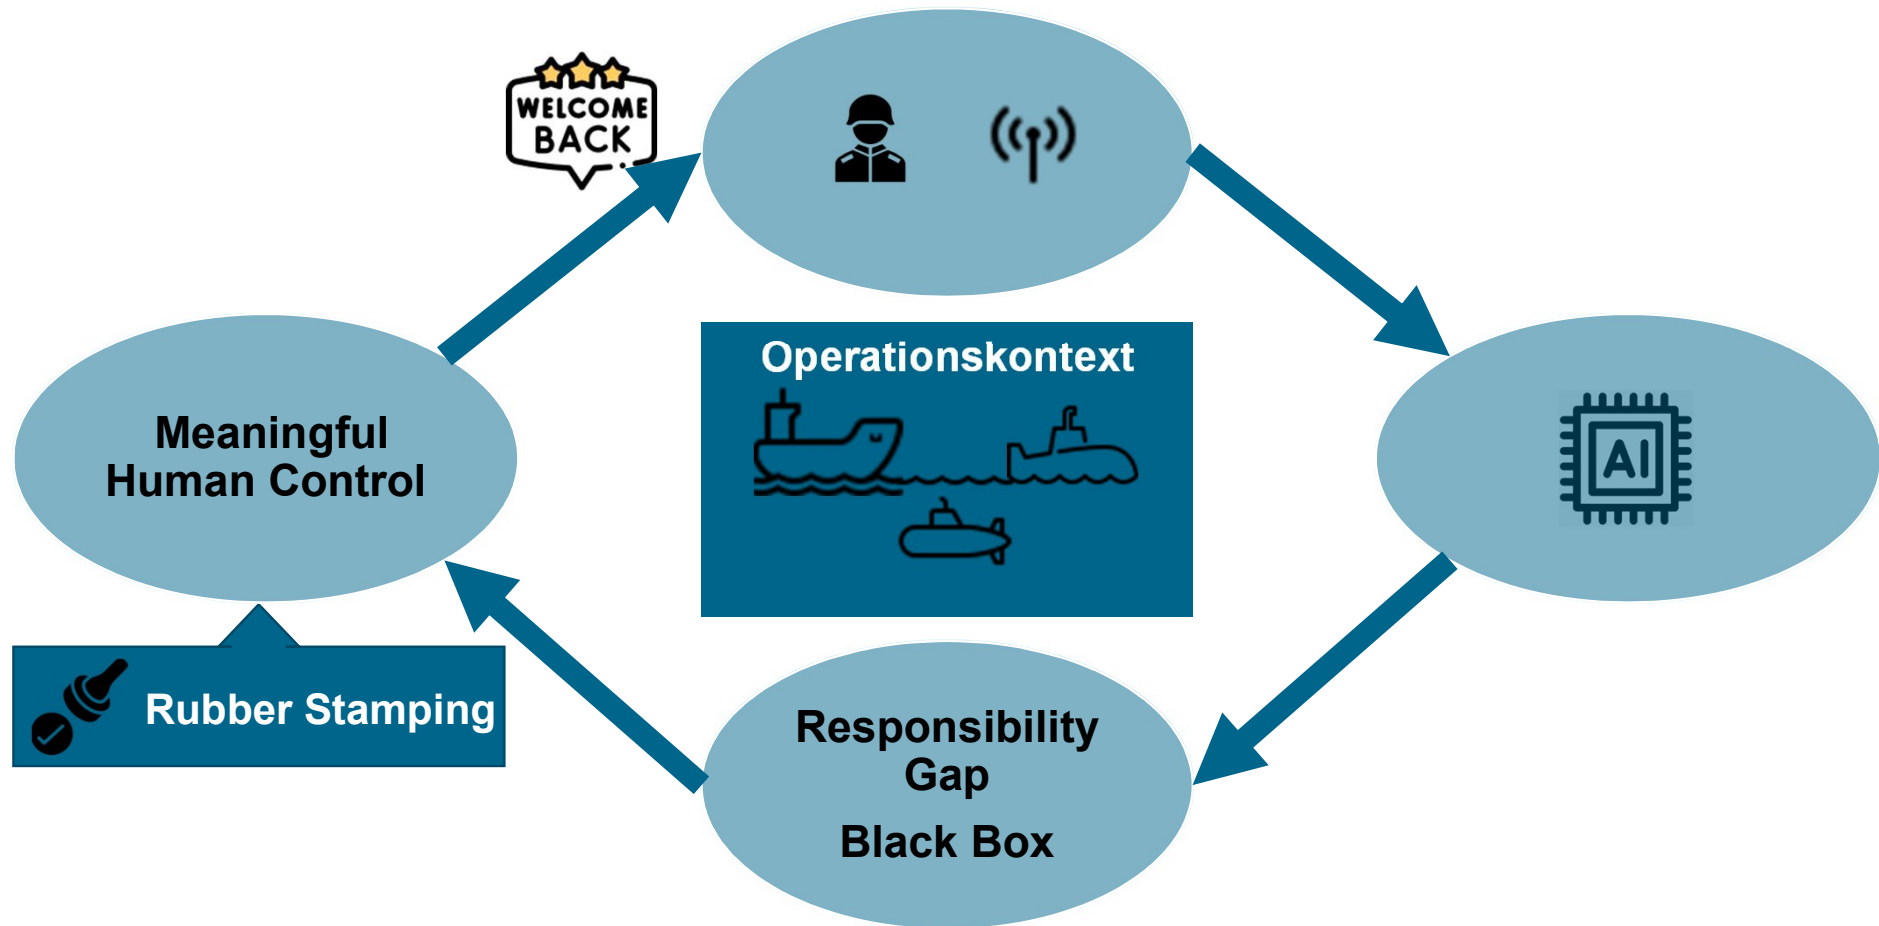 WELCOME
BACK
Operationskontext
Meaningful
Human Control
AI
Rubber Stamping
Responsibility
Gap
Black Box